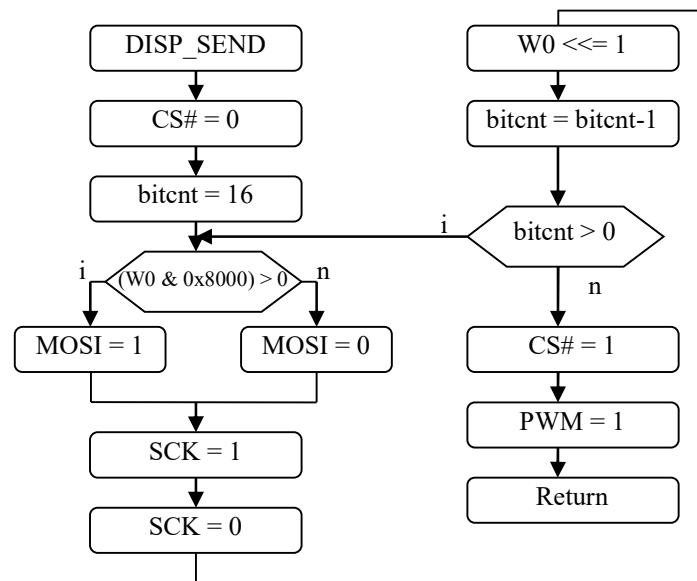 DISP_SEND
CS# = 0
bitcnt = 16
(W0 & 0x8000) > 0
i
n
MOSI = 1
MOSI = 0
SCK = 1
SCK = 0
W0 <<= 1
bitcnt = bitcnt-1
bitcnt > 0
i
n
CS# = 1
PWM = 1
Return